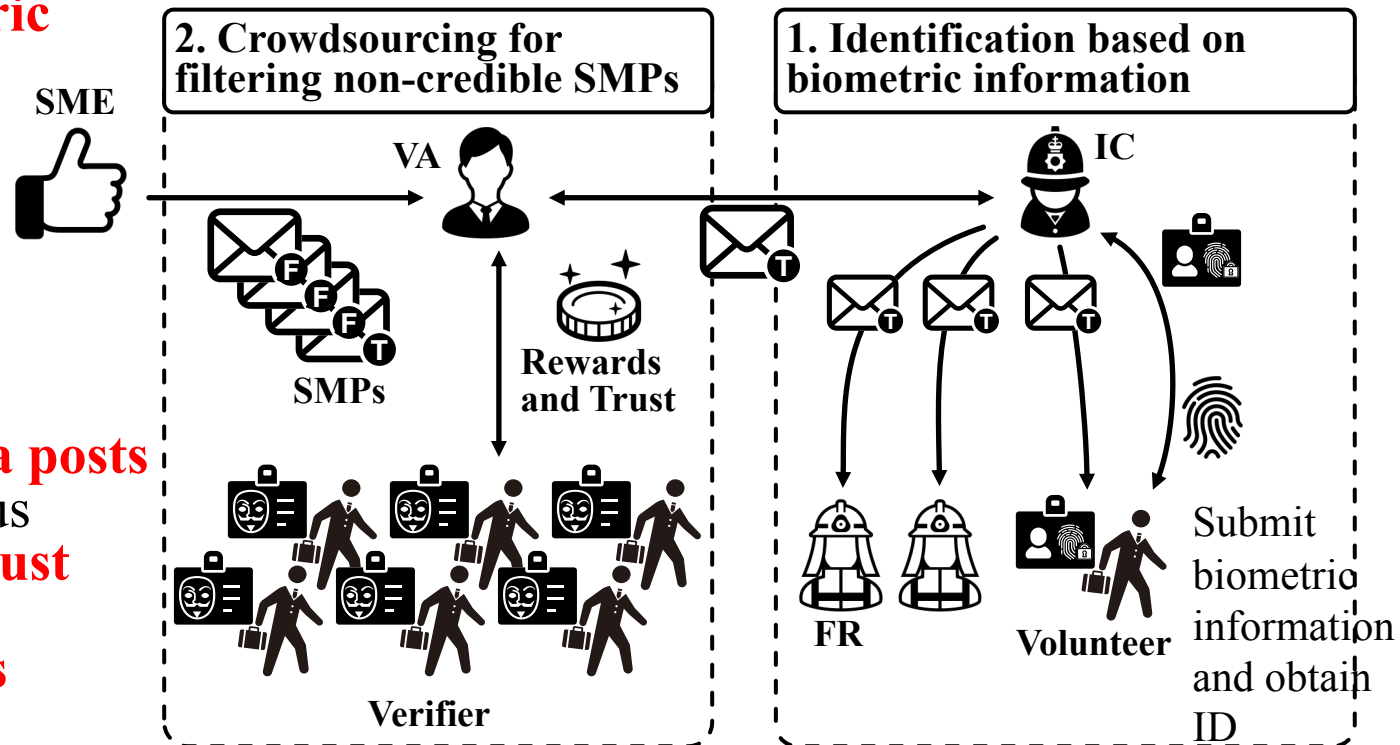 ric
SME
a posts
us
ust
s
2. Crowdsourcing for
filtering non-credible SMPs
VA
F
F
F
T
SMPs
Rewards
and Trust
Verifier
T
1. Identification based on
biometric information
IC
T
T
T
FR
Volunteer
Submit
biometric
information
and obtain
ID